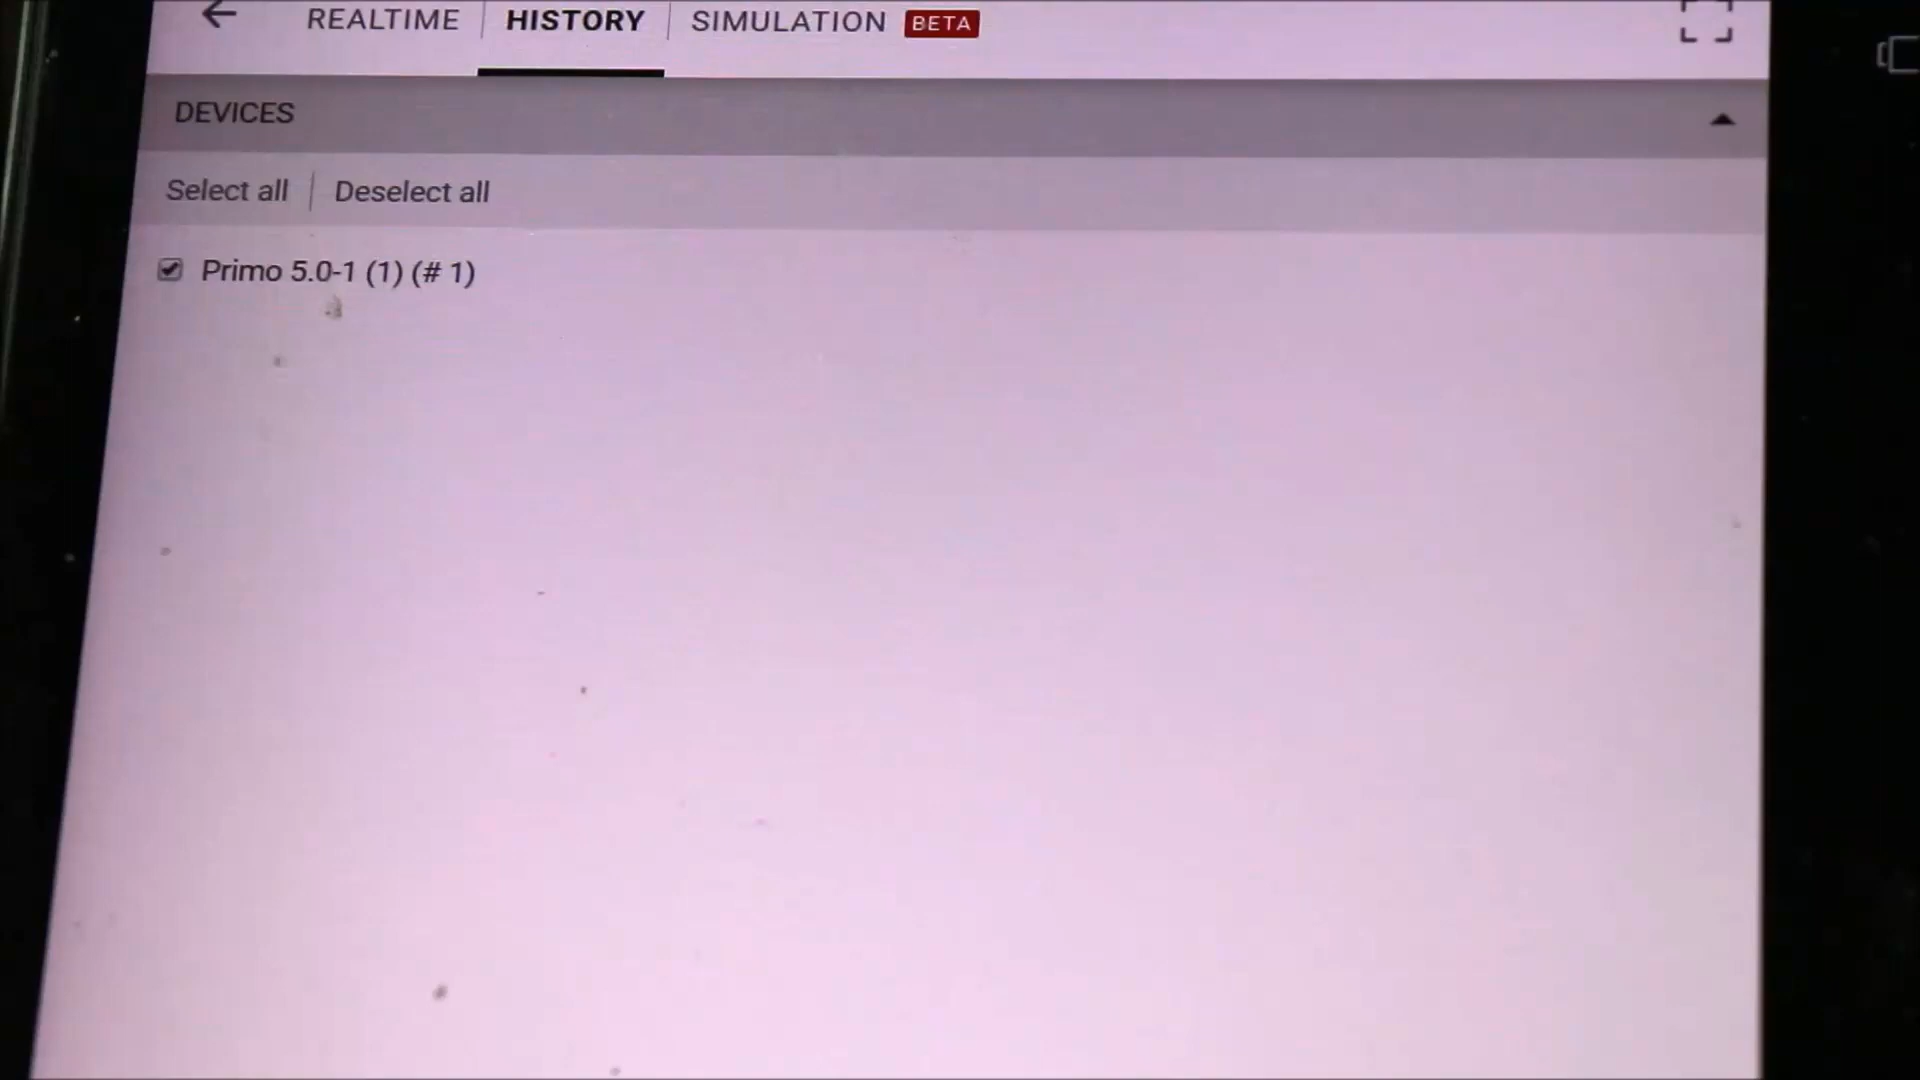 REALTIME HISTORY SIMULATION BETA
DEVICES
Select all Deselect all
Primo 5.0-1 (1) (# 1)